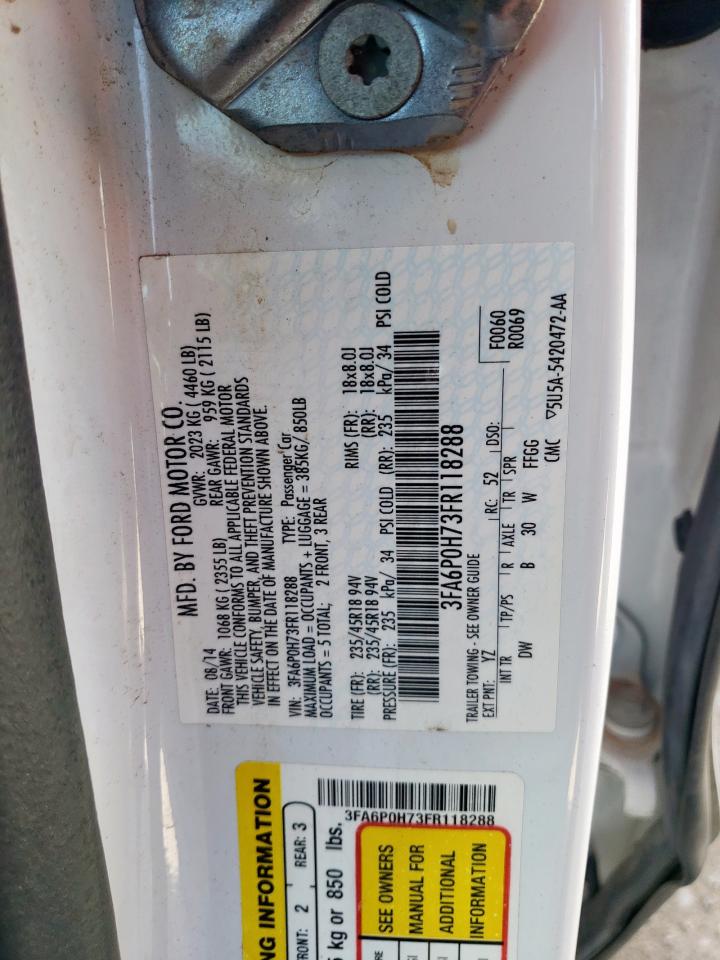 MFD. BY FORD MOTOR CO.
DATE: 08/14 GVWR: 2023 KG ( 4460 LB)
FRONT GAWR: 1068 KG ( 2355 LB) REAR GAWR: 959 KG ( 2115 LB)
THIS VEHICLE CONFORMS TO ALL APPLICABLE FEDERAL MOTOR
VEHICLE SAFETY, BUMPER, AND THEFT PREVENTION STANDARDS
IN EFFECT ON THE DATE OF MANUFACTURE SHOWN ABOVE.
VIN: 3FA6P0H73FR118288 TYPE: Passenger Car
MAXIMUM LOAD = OCCUPANTS + LUGGAGE = 385KG/ 850LB
OCCUPANTS = 5 TOTAL; 2 FRONT, 3 REAR
TIRE (FR): 235/45R18 94V RIMS (FR): 18x8.0J
(RR): 235/45R18 94V (RR): 18x8.0J
PRESSURE (FR): 235 kPa/ 34 PSI COLD (RR): 235 kPa/ 34 PSI COLD
3FA6P0H73FR118288
TRAILER TOWING - SEE OWNER GUIDE
EXT PNT: YZ RC: 52 DSO:
F0060
R0069
INT TR TP/PS R AXLE TR SPR
DW B 30 W FFGG
CMC 5U5A-5420472-AA
NG INFORMATION
FRONT: 2 REAR: 3
kg or 850 lbs.
3FA6P0H73FR118288
SEE OWNERS
MANUAL FOR
ADDITIONAL
INFORMATION